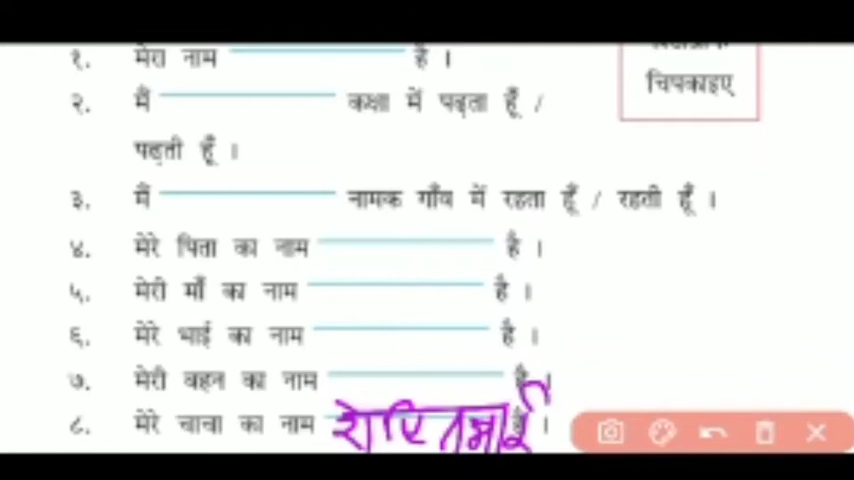 १. मेरा नाम है ।
चिपकाइए
२. मैं कक्षा में पढ़ता हूँ /
पढ़ती हूँ ।
३. मैं नामक गाँव में रहता हूँ / रहती हूँ ।
४. मेरे पिता का नाम है ।
५. मेरी माँ का नाम है ।
६. मेरे भाई का नाम है ।
७. मेरी बहन का नाम है ।
८. मेरे चाचा का नाम है ।